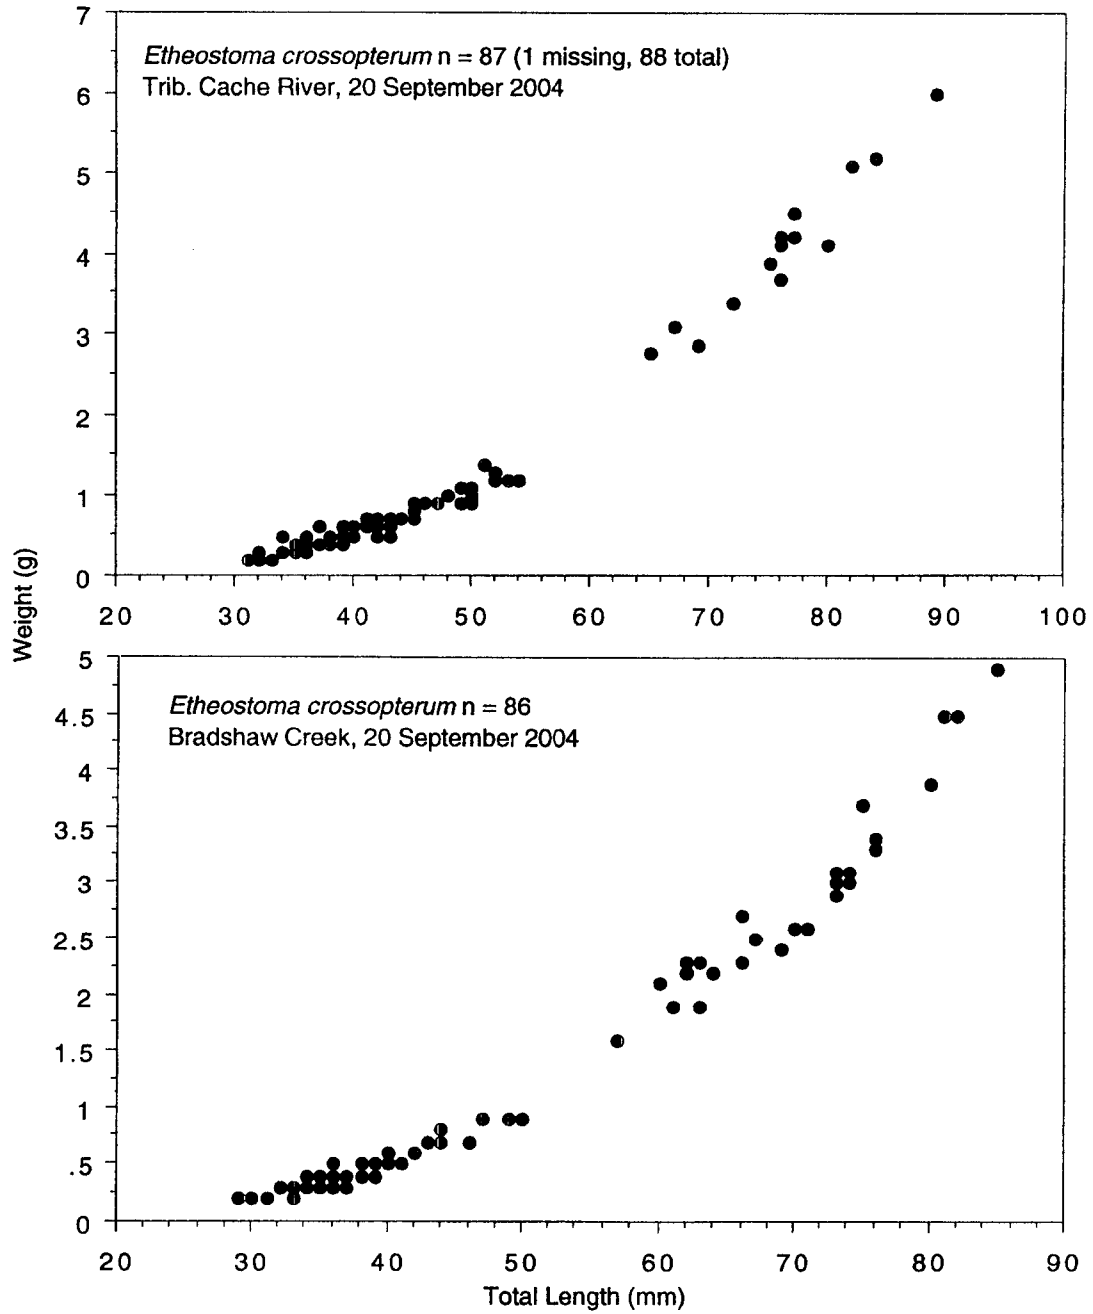 7
Etheostoma crossopterum n = 87 (1 missing, 88 total)
Trib. Cache River, 20 September 2004
6
5
4
3
2
1
0
20 30 40 50 60 70 80 90 100
Weight (g)
5
Etheostoma crossopterum n = 86
Bradshaw Creek, 20 September 2004
4.5
4
3.5
3
2.5
2
1.5
1
.5
0
20 30 40 50 60 70 80 90
Total Length (mm)